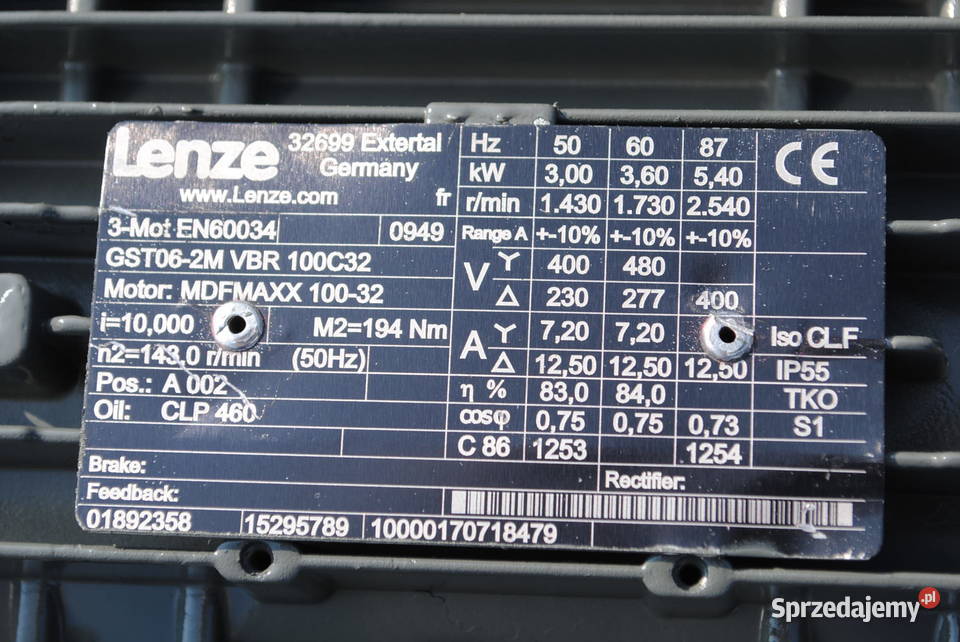 Lenze
32699 Extertal
Germany
www.Lenze.com fr
3-Mot EN60034 0949
GST06-2M VBR 100C32
Motor: MDFMAXX 100-32
i=10,000 M2=194 Nm
n2=143,0 r/min (50Hz)
Pos.: A 002
Oil: CLP 460
Hz 50 60 87
kW 3,00 3,60 5,40
r/min 1.430 1.730 2.540
Range A +-10% +-10% +-10%
V Y 400 480
Δ 230 277 400
A Y 7,20 7,20
Δ 12,50 12,50 12,50
η % 83,0 84,0
cosφ 0,75 0,75 0,73
C 86 1253 1254
CE
Iso CLF
IP55
TKO
S1
Brake: Rectifier:
Feedback:
01892358 15295789 10000170718479
Sprzedajemy.pl